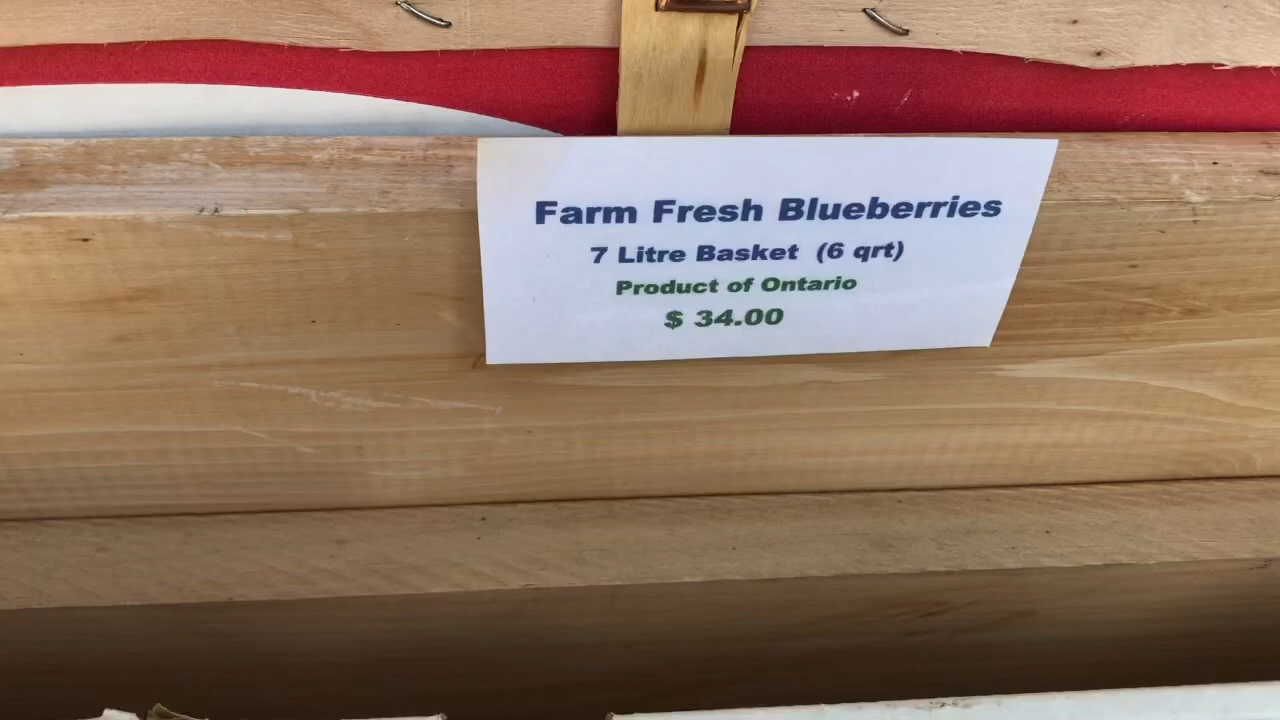 Farm Fresh Blueberries
7 Litre Basket (6 qrt)
Product of Ontario
$ 34.00